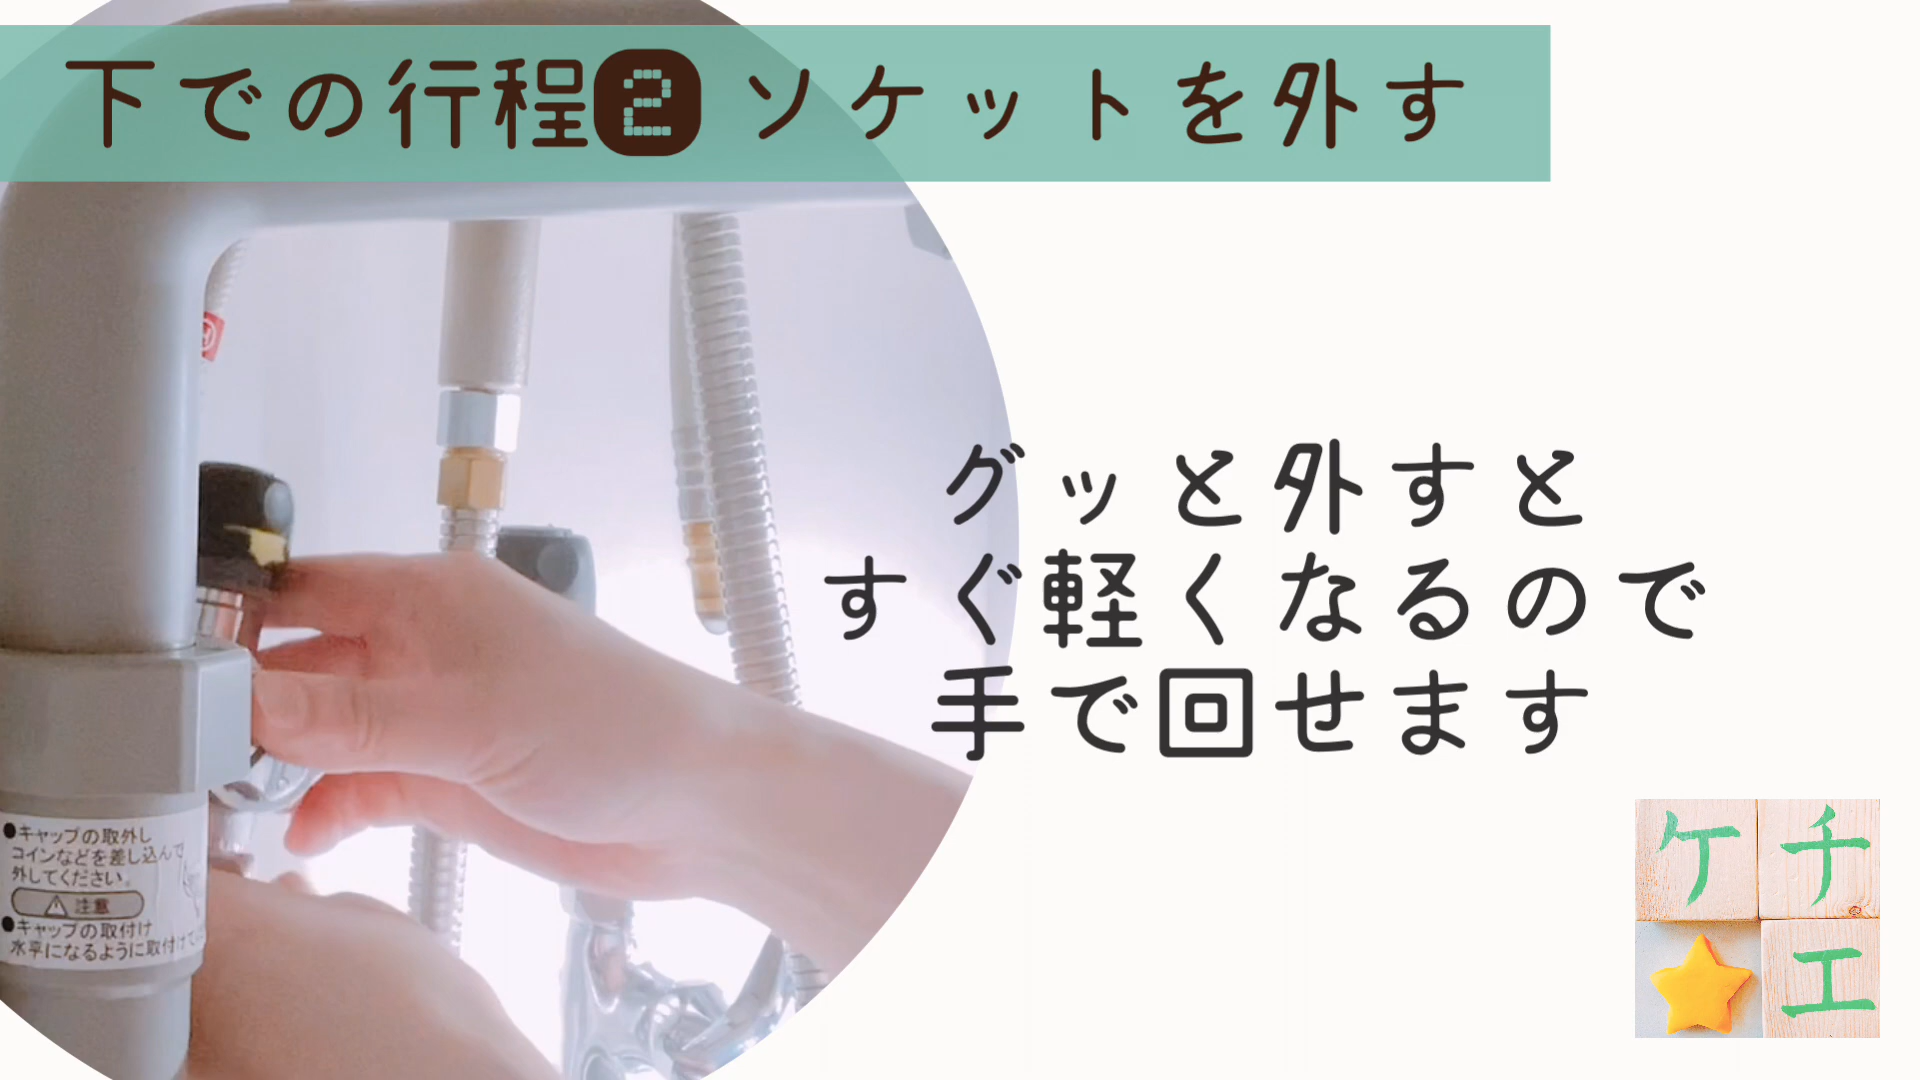 下での行程❷ ソケットを外す
グッと外すと
すぐ軽くなるので
手で回せます
●キャップの取外し
コインなどを差し込んで
外してください。
⚠ 注意
●キャップの取付け
水平になるように取付けて
ケチ
エ